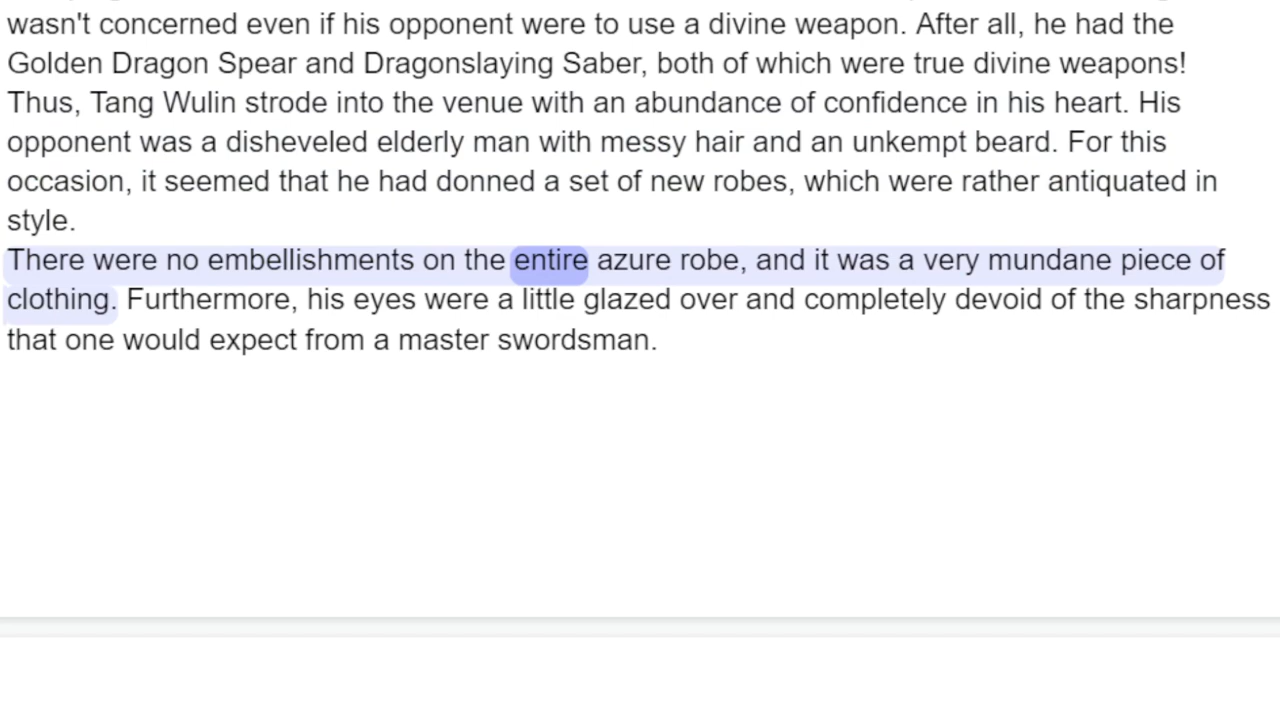 wasn't concerned even if his opponent were to use a divine weapon. After all, he had the
Golden Dragon Spear and Dragonslaying Saber, both of which were true divine weapons!
Thus, Tang Wulin strode into the venue with an abundance of confidence in his heart. His
opponent was a disheveled elderly man with messy hair and an unkempt beard. For this
occasion, it seemed that he had donned a set of new robes, which were rather antiquated in
style.
There were no embellishments on the entire azure robe, and it was a very mundane piece of
clothing. Furthermore, his eyes were a little glazed over and completely devoid of the sharpness
that one would expect from a master swordsman.